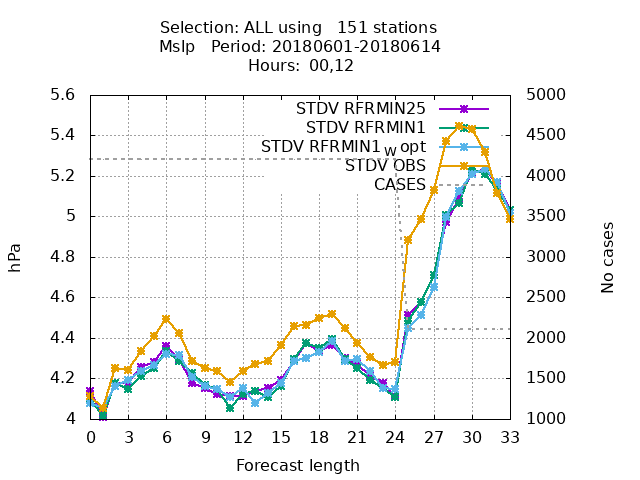 Selection: ALL using   151 stations
Mslp   Period: 20180601-20180614
Hours:  00,12
STDV RFRMIN25
STDV RFRMIN1
STDV RFRMIN1_w opt
STDV OBS
CASES
5.6
5.4
5.2
5
4.8
4.6
4.4
4.2
4
hPa
5000
4500
4000
3500
3000
2500
2000
1500
1000
No cases
0 3 6 9 12 15 18 21 24 27 30 33
Forecast length